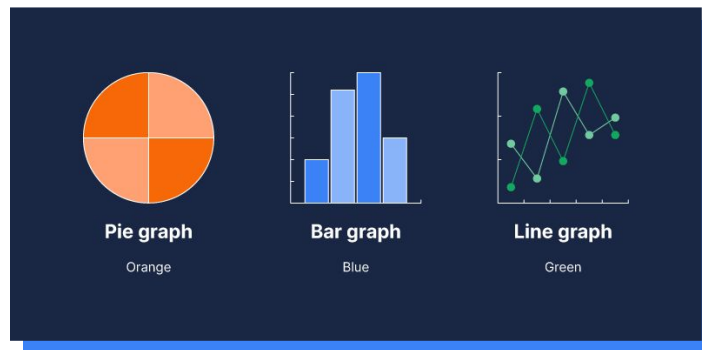 Pie graph
Bar graph
Line graph
Orange
Blue
Green